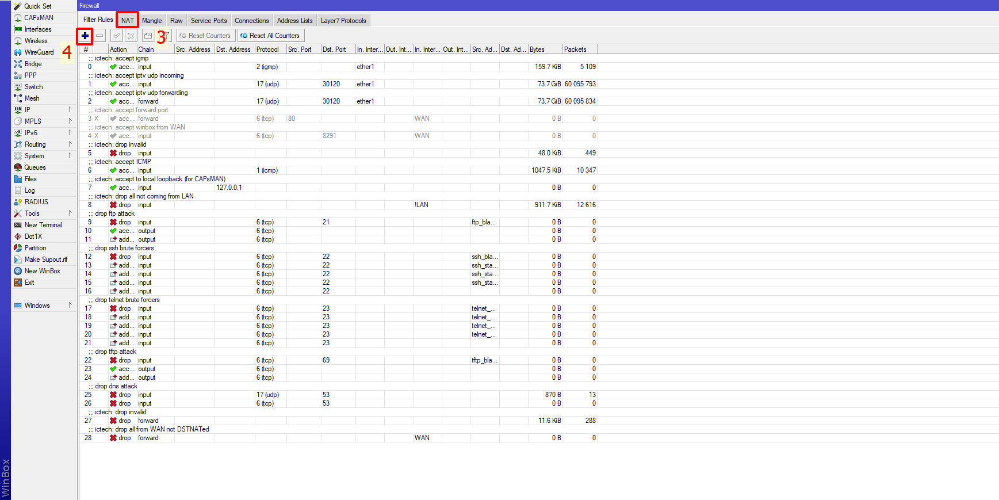 Firewall
Quick Set
CAPsMAN
Interfaces
Wireless
WireGuard
Bridge
PPP
Switch
Mesh
IP
MPLS
IPv6
Routing
System
Queues
Files
Log
RADIUS
Tools
New Terminal
Dot1X
Partition
Make Supout.rif
New WinBox
Exit
Windows
WinBox
Filter Rules NAT Mangle Raw Service Ports Connections Address Lists Layer7 Protocols
3 Reset Counters Reset All Counters
4
# Action Chain Src. Address Dst. Address Protocol Src. Port Dst. Port In. Inter... Out. Int... In. Inter... Out. Int... Src. Ad... Dst. Ad... Bytes Packets
;;; ictech: accept igmp
0 acc... input 2 (igmp) ether1 159.7 KiB 5 109
;;; ictech: accept iptv udp incoming
1 acc... input 17 (udp) 30120 ether1 73.7 GiB 60 095 793
;;; ictech: accept iptv udp forwarding
2 acc... forward 17 (udp) 30120 ether1 73.7 GiB 60 095 834
;;; ictech: accept forward port
3 X acc... forward 6 (tcp) 80 WAN 0 B 0
;;; ictech: accept winbox from WAN
4 X acc... input 6 (tcp) 8291 WAN 0 B 0
;;; ictech: drop invalid
5 drop input 48.0 KiB 449
;;; ictech: accept ICMP
6 acc... input 1 (icmp) 1047.5 KiB 10 347
;;; ictech: accept to local loopback (for CAPsMAN)
7 acc... input 127.0.0.1 0 B 0
;;; ictech: drop all not coming from LAN
8 drop input !LAN 911.7 KiB 12 616
;;; drop ftp attack
9 drop input 6 (tcp) 21 ftp_bla... 0 B 0
10 acc... output 6 (tcp) 0 B 0
11 add... output 6 (tcp) 0 B 0
;;; drop ssh brute forcers
12 drop input 6 (tcp) 22 ssh_bla... 0 B 0
13 add... input 6 (tcp) 22 ssh_sta... 0 B 0
14 add... input 6 (tcp) 22 ssh_sta... 0 B 0
15 add... input 6 (tcp) 22 ssh_sta... 0 B 0
16 add... input 6 (tcp) 22 0 B 0
;;; drop telnet brute forcers
17 drop input 6 (tcp) 23 telnet_... 0 B 0
18 add... input 6 (tcp) 23 telnet_... 0 B 0
19 add... input 6 (tcp) 23 telnet_... 0 B 0
20 add... input 6 (tcp) 23 telnet_... 0 B 0
21 add... input 6 (tcp) 23 0 B 0
;;; drop tftp attack
22 drop input 6 (tcp) 69 tftp_bla... 0 B 0
23 acc... output 6 (tcp) 0 B 0
24 add... output 6 (tcp) 0 B 0
;;; drop dns attack
25 drop input 17 (udp) 53 870 B 13
26 drop input 6 (tcp) 53 0 B 0
;;; ictech: drop invalid
27 drop forward 11.6 KiB 288
;;; ictech: drop all from WAN not DSTNATed
28 drop forward WAN 0 B 0